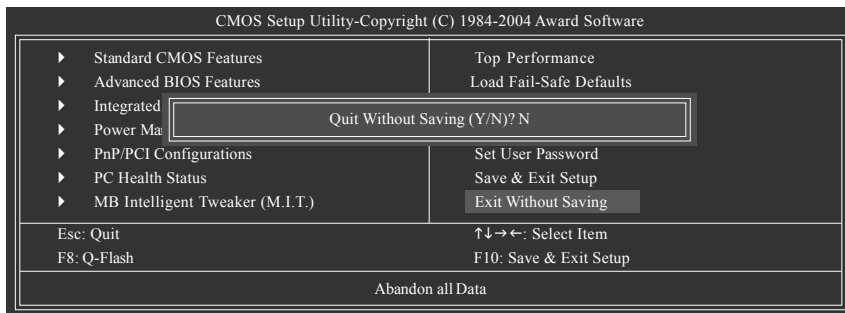 CMOS Setup Utility-Copyright (C) 1984-2004 Award Software
Standard CMOS Features
Advanced BIOS Features
Integrated
Power Ma
PnP/PCI Configurations
PC Health Status
MB Intelligent Tweaker (M.I.T.)
Top Performance
Load Fail-Safe Defaults
Set User Password
Save & Exit Setup
Exit Without Saving
Quit Without Saving (Y/N)? N
Esc: Quit
↑↓→←: Select Item
F8: Q-Flash
F10: Save & Exit Setup
Abandon all Data